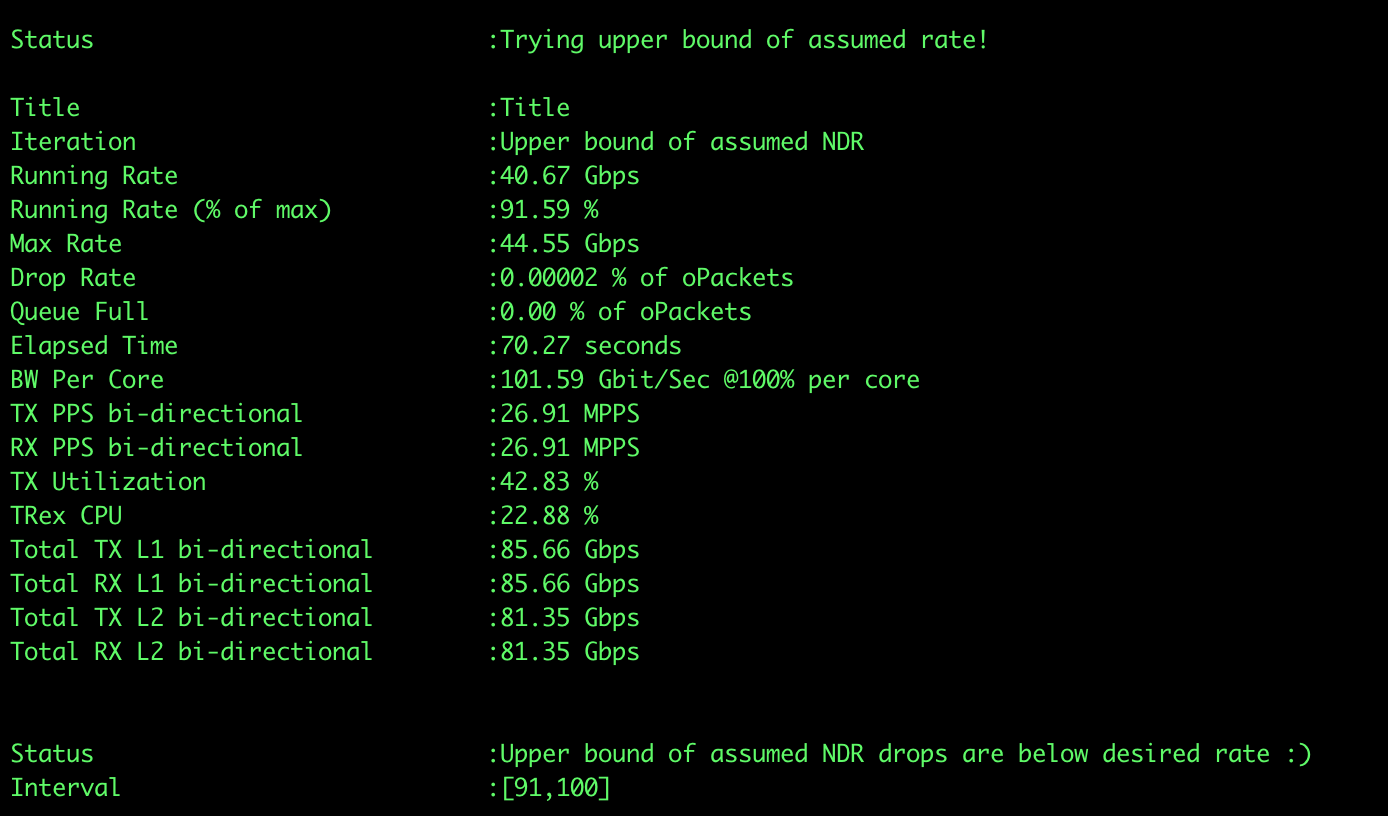 Status :Trying upper bound of assumed rate!
Title :Title
Iteration :Upper bound of assumed NDR
Running Rate :40.67 Gbps
Running Rate (% of max) :91.59 %
Max Rate :44.55 Gbps
Drop Rate :0.00002 % of oPackets
Queue Full :0.00 % of oPackets
Elapsed Time :70.27 seconds
BW Per Core :101.59 Gbit/Sec @100% per core
TX PPS bi-directional :26.91 MPPS
RX PPS bi-directional :26.91 MPPS
TX Utilization :42.83 %
TRex CPU :22.88 %
Total TX L1 bi-directional :85.66 Gbps
Total RX L1 bi-directional :85.66 Gbps
Total TX L2 bi-directional :81.35 Gbps
Total RX L2 bi-directional :81.35 Gbps
Status :Upper bound of assumed NDR drops are below desired rate :)
Interval :[91,100]